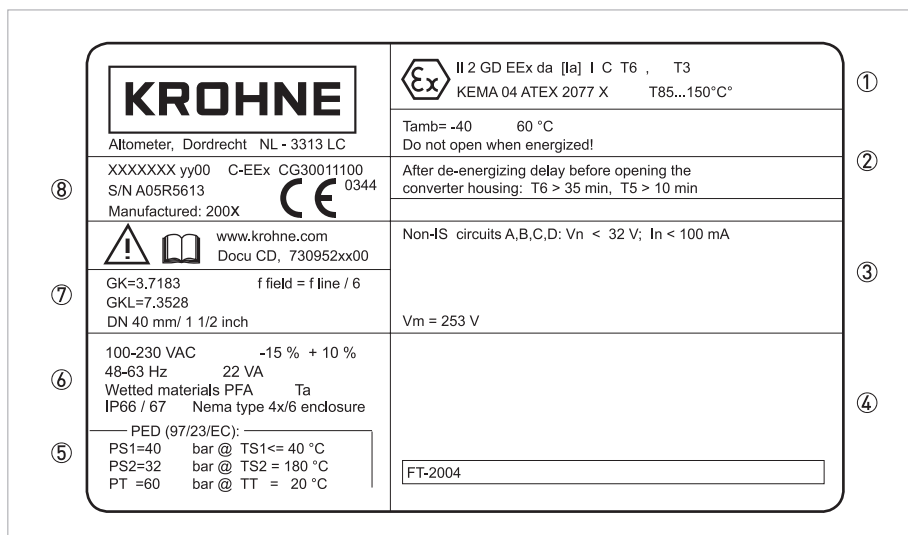 KROHNE
Altometer, Dordrecht NL - 3313 LC
⑧
XXXXXXX yy00 C-EEx CG30011100
S/N A05R5613
CE 0344
Manufactured: 200X
www.krohne.com
Docu CD, 730952xx00
⑦
GK=3.7183 f field = f line / 6
GKL=7.3528
DN 40 mm/ 1 1/2 inch
⑥
100-230 VAC -15 % + 10 %
48-63 Hz 22 VA
Wetted materials PFA Ta
IP66 / 67 Nema type 4x/6 enclosure
⑤
PED (97/23/EC):
PS1=40 bar @ TS1<= 40 °C
PS2=32 bar @ TS2 = 180 °C
PT =60 bar @ TT = 20 °C
①
Ex II 2 GD EEx da [Ia] I C T6 , T3
KEMA 04 ATEX 2077 X T85...150°C°
②
Tamb= -40 60 °C
Do not open when energized!
After de-energizing delay before opening the
converter housing: T6 > 35 min, T5 > 10 min
③
Non-IS circuits A,B,C,D: Vn < 32 V; In < 100 mA
Vm = 253 V
④
FT-2004